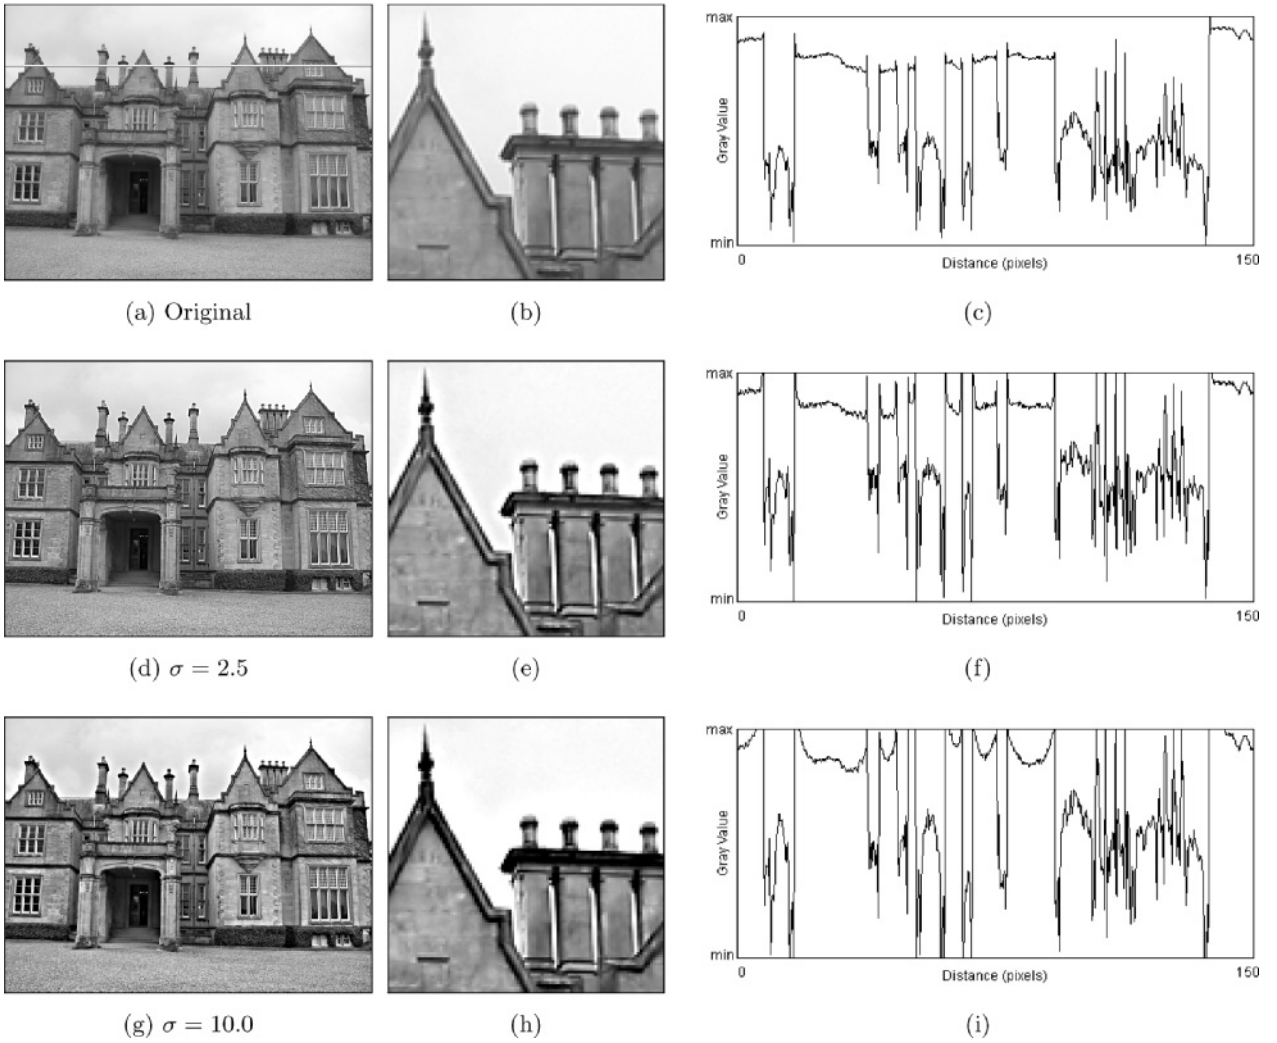 max
Gray Value
min
0
Distance (pixels)
150
(a) Original
(b)
(c)
max
Gray Value
min
0
Distance (pixels)
150
(d) σ = 2.5
(e)
(f)
max
Gray Value
min
0
Distance (pixels)
150
(g) σ = 10.0
(h)
(i)